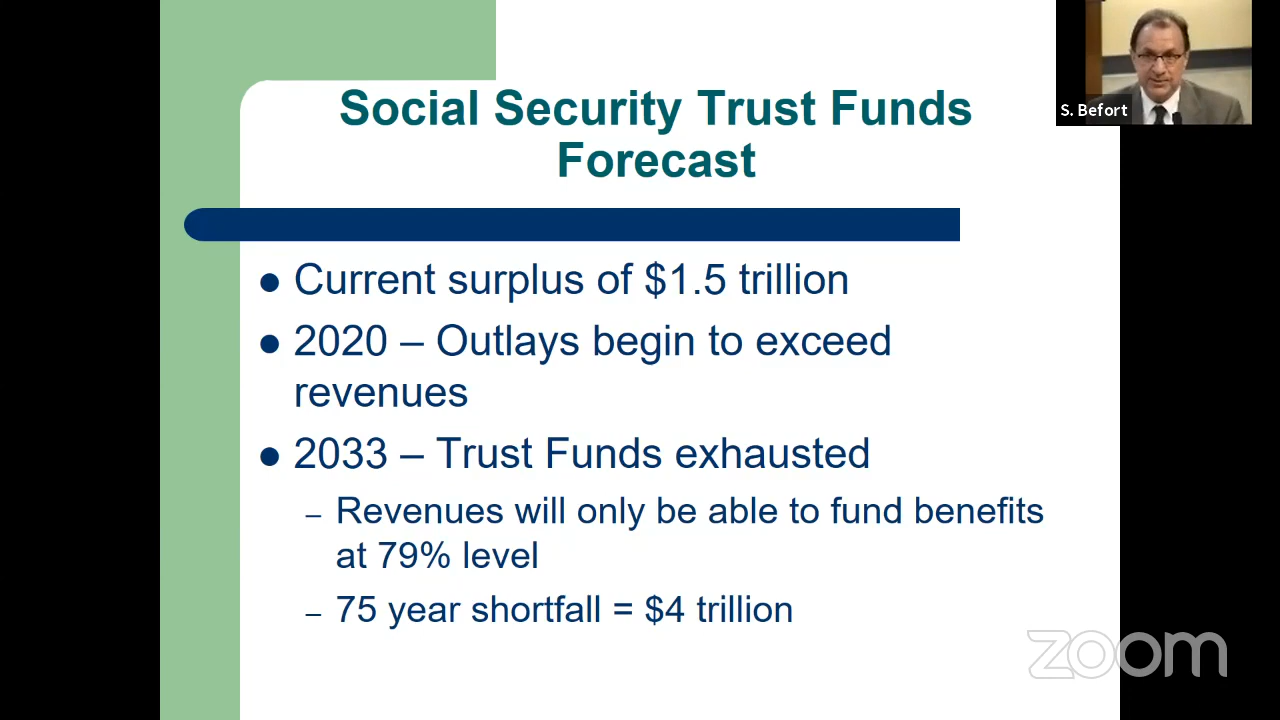 S. Befort
Social Security Trust Funds
Forecast
● Current surplus of $1.5 trillion
● 2020 – Outlays begin to exceed
revenues
● 2033 – Trust Funds exhausted
– Revenues will only be able to fund benefits
at 79% level
– 75 year shortfall = $4 trillion
zoom